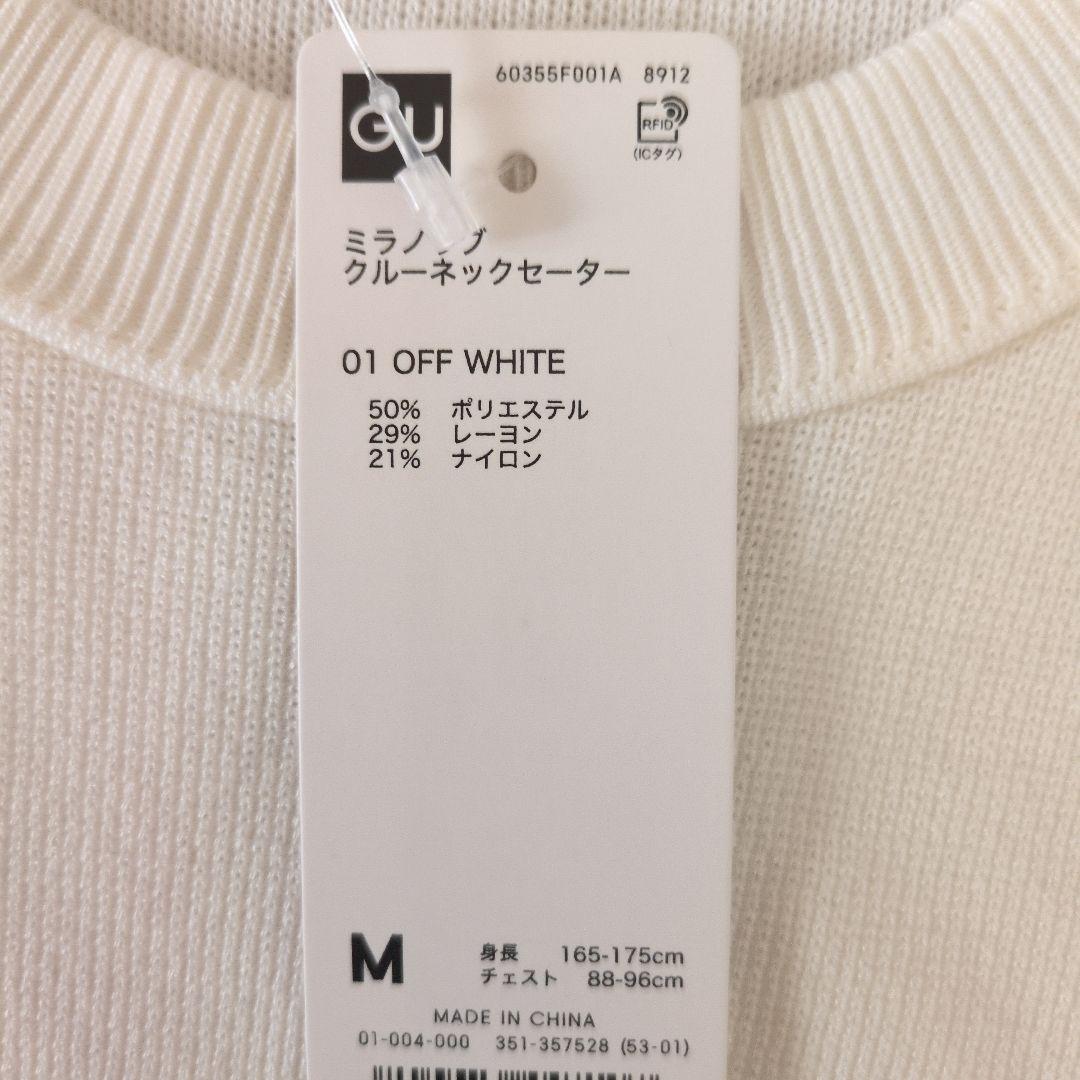 60355F001A 8912
GU
RFID
(ICタグ)
ミラノリブ
クルーネックセーター
01 OFF WHITE
50% ポリエステル
29% レーヨン
21% ナイロン
M
身長 165-175cm
チェスト 88-96cm
MADE IN CHINA
01-004-000 351-357528 (53-01)